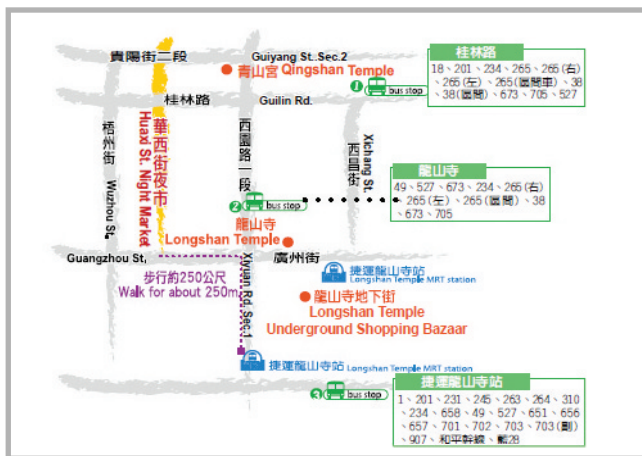 貴陽街二段
Guiyang St..Sec.2
青山宮 Qingshan Temple
桂林路
18、201、234、265、265(右)
、265(左)、265(區間車)、38
、38(區間)、673、705、527
1
bus stop
桂林路
Guilin Rd.
梧州街
Wuzhou St,
華西街夜市
Huaxi St. Night Market
西園路一段
Xiyuan Rd. Sec.1
Xichang St.
西昌街
龍山寺
49、527、673、234、265(右)
、265(左)、265(區間)、38
、673、705
2
bus stop
龍山寺
Longshan Temple
Guangzhou St,
廣州街
步行約250公尺
Walk for about 250m
捷運龍山寺站
Longshan Temple MRT station
龍山寺地下街
Longshan Temple
Underground Shopping Bazaar
捷運龍山寺站 Longshan Temple MRT station
3
bus stop
捷運龍山寺站
1、201、231、245、263、264、310
、234、658、49、527、651、656
、657、701、702、703、703(副)
、907、和平幹線、藍28